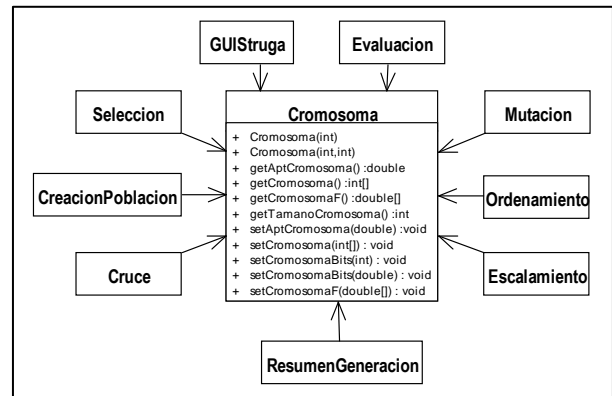 GUIStruga
Evaluacion
Seleccion
Cromosoma
Mutacion
+ Cromosoma(int)
+ Cromosoma(int,int)
+ getAptCromosoma() :double
+ getCromosoma() : int[]
+ getCromosomaF() : double[]
+ getTamanoCromosoma() :int
+ setAptCromosoma(double) :void
+ setCromosoma(int[]) : void
+ setCromosomaBits(int) : void
+ setCromosomaBits(double) : void
+ setCromosomaF(double[]) : void
CreacionPoblacion
Ordenamiento
Cruce
Escalamiento
ResumenGeneracion